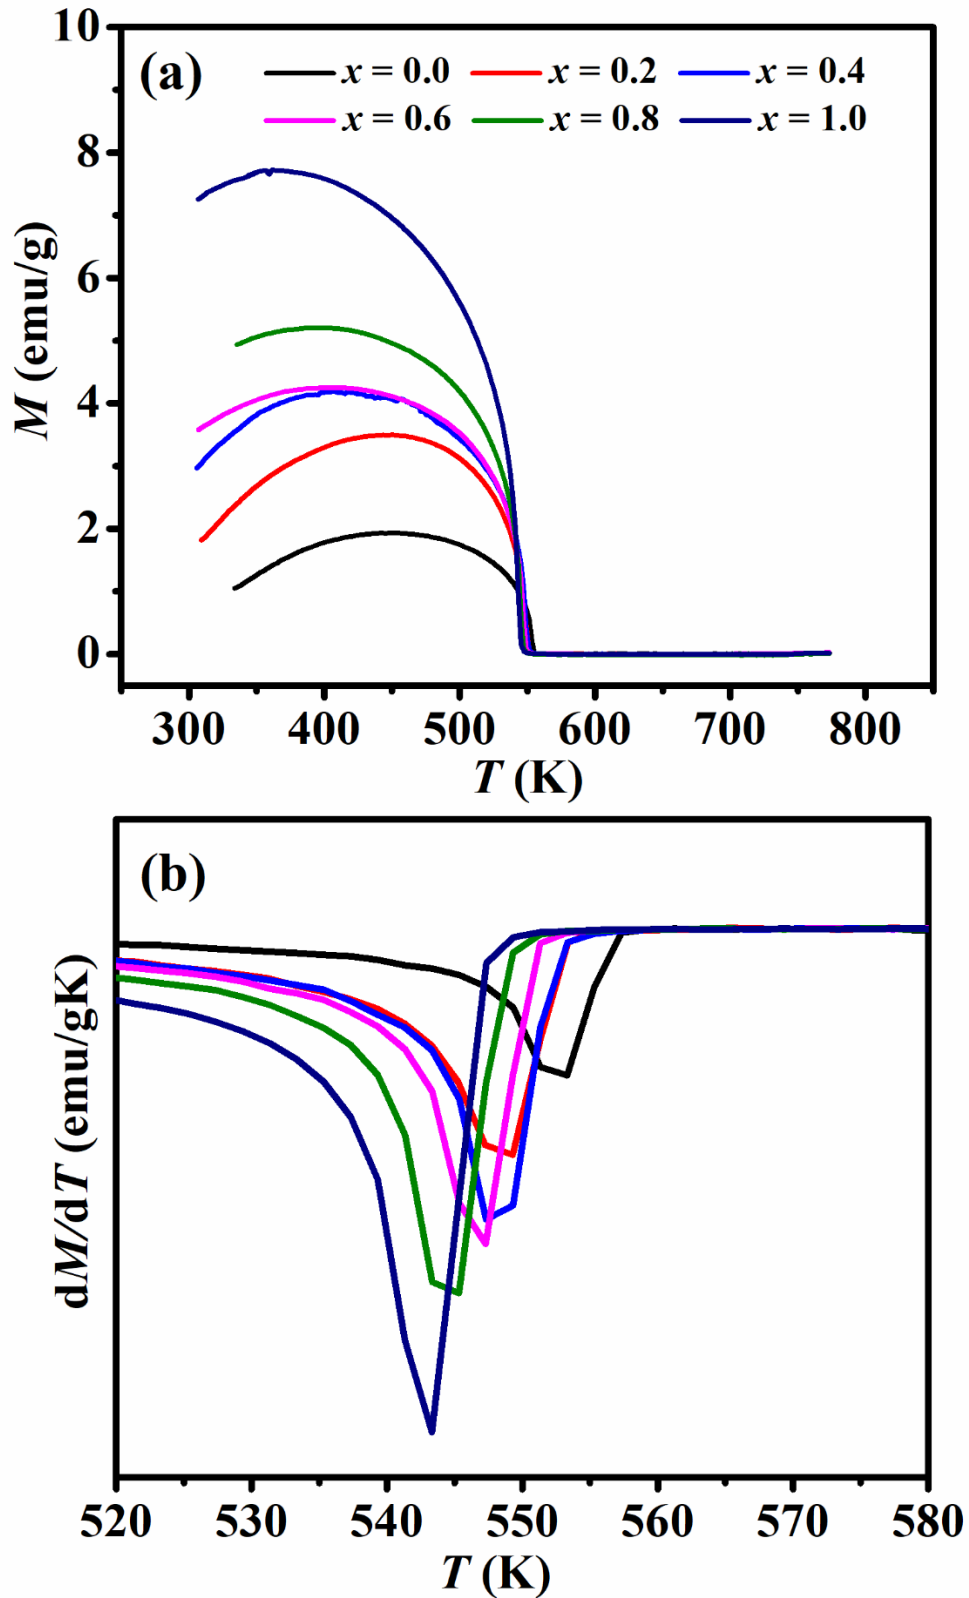 (a)
x = 0.0 x = 0.2 x = 0.4
x = 0.6 x = 0.8 x = 1.0
10
8
6
4
2
0
M (emu/g)
300 400 500 600 700 800
T (K)
(b)
dM/dT (emu/gK)
520 530 540 550 560 570 580
T (K)